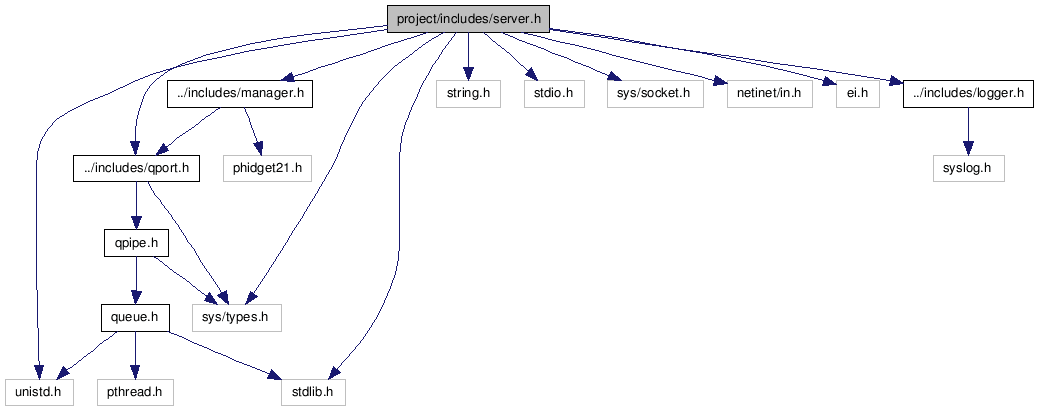 project/includes/server.h
../includes/manager.h
string.h
stdio.h
sys/socket.h
netinet/in.h
ei.h
../includes/logger.h
../includes/qport.h
phidget21.h
syslog.h
qpipe.h
queue.h
sys/types.h
unistd.h
pthread.h
stdlib.h